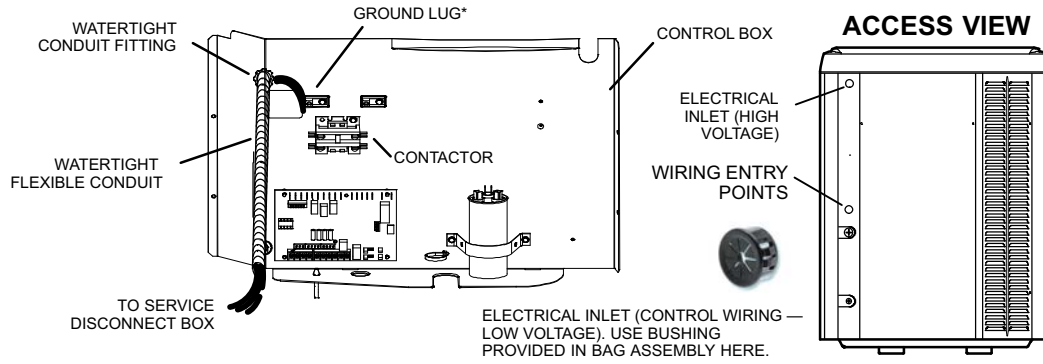 GROUND LUG*
WATERTIGHT
CONDUIT FITTING
CONTROL BOX
ACCESS VIEW
ELECTRICAL
INLET (HIGH
VOLTAGE)
WATERTIGHT
FLEXIBLE CONDUIT
CONTACTOR
WIRING ENTRY
POINTS
TO SERVICE
DISCONNECT BOX
ELECTRICAL INLET (CONTROL WIRING —
LOW VOLTAGE). USE BUSHING
PROVIDED IN BAG ASSEMBLY HERE.